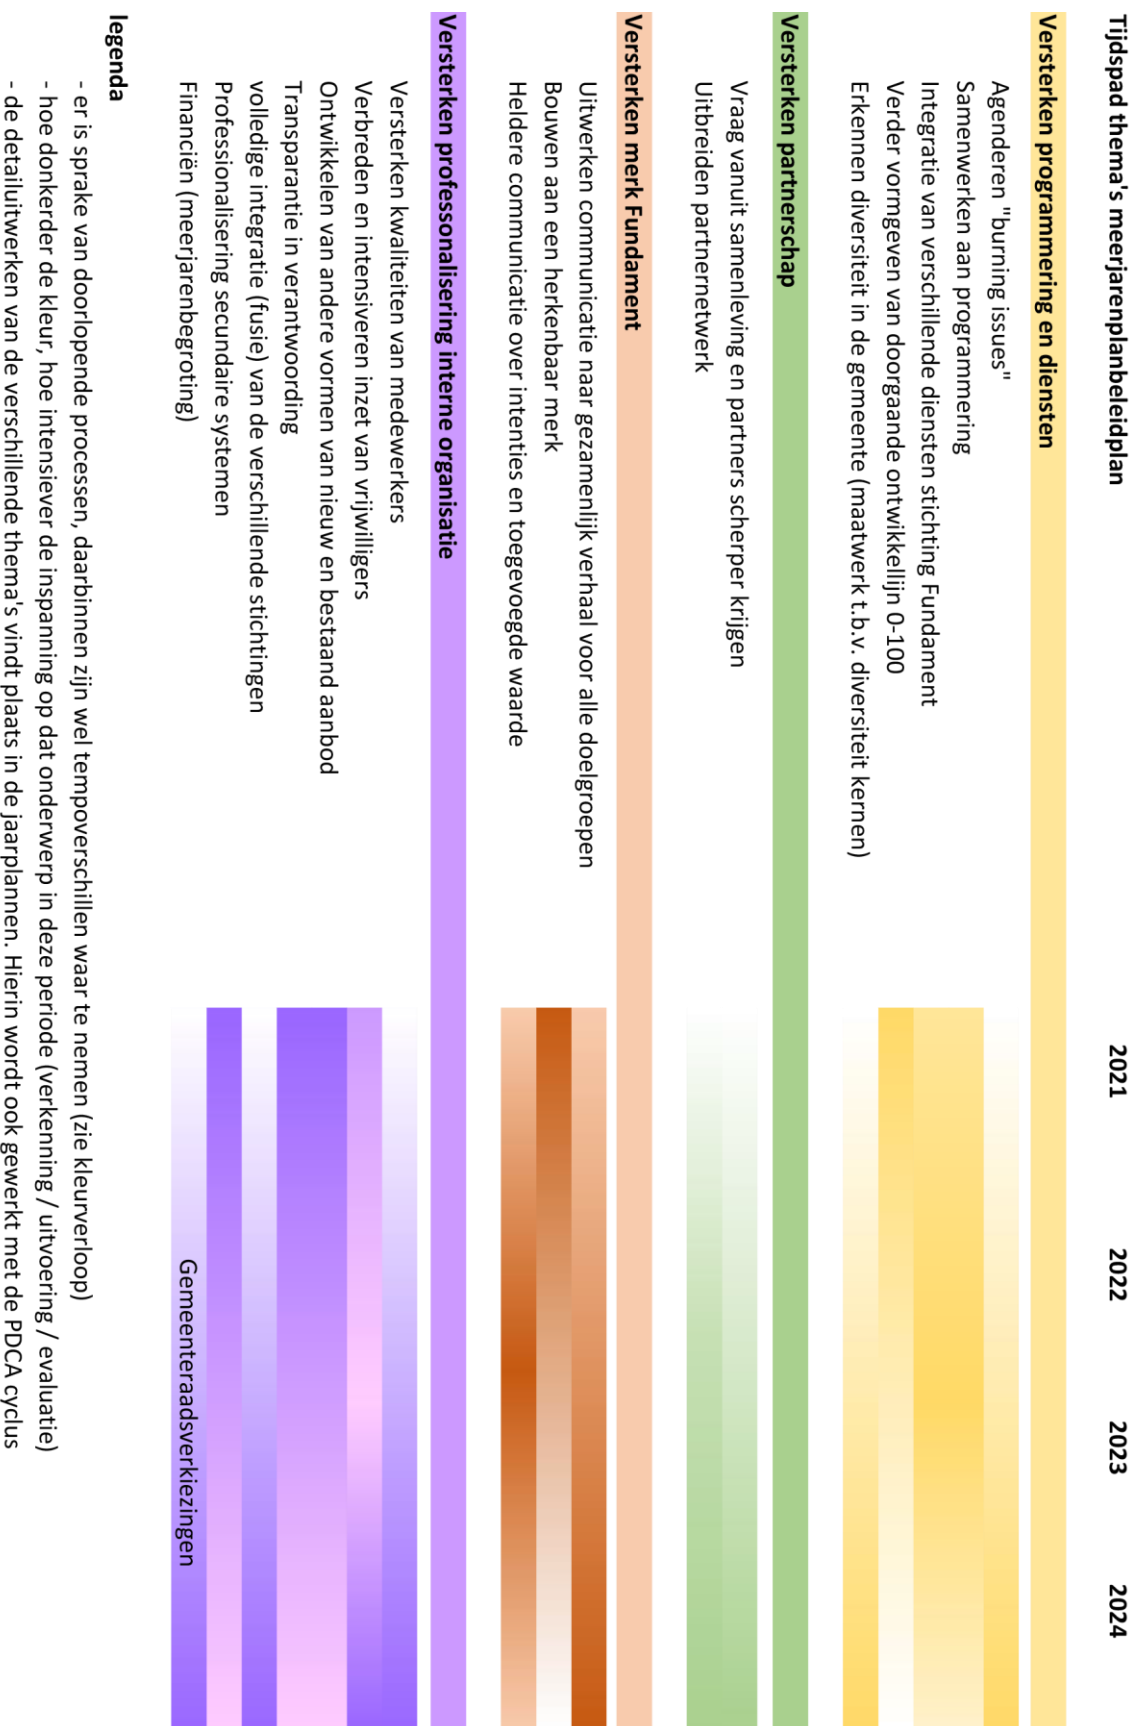 Tijdspad thema's meerjarenplanbeleidplan 2021 2022 2023 2024
Versterken programmering en diensten
Agenderen "burning issues"
Samenwerken aan programmering
Integratie van verschillende diensten stichting Fundament
Verder vormgeven van doorgaande ontwikkellijn 0-100
Erkennen diversiteit in de gemeente (maatwerk t.b.v. diversiteit kernen)
Versterken partnerschap
Vraag vanuit samenleving en partners scherper krijgen
Uitbreiden partnernetwerk
Versterken merk Fundament
Uitwerken communicatie naar gezamenlijk verhaal voor alle doelgroepen
Bouwen aan een herkenbaar merk
Heldere communicatie over intenties en toegevoegde waarde
Versterken professonalisering interne organisatie
Versterken kwaliteiten van medewerkers
Verbreden en intensiveren inzet van vrijwilligers
Ontwikkelen van andere vormen van nieuw en bestaand aanbod
Transparantie in verantwoording
volledige integratie (fusie) van de verschillende stichtingen
Professionalisering secundaire systemen
Financiën (meerjarenbegroting) Gemeenteraadsverkiezingen
legenda
- er is sprake van doorlopende processen, daarbinnen zijn wel tempoverschillen waar te nemen (zie kleurverloop)
- hoe donkerder de kleur, hoe intensiever de inspanning op dat onderwerp in deze periode (verkenning / uitvoering / evaluatie)
- de detailuitwerken van de verschillende thema's vindt plaats in de jaarplannen. Hierin wordt ook gewerkt met de PDCA cyclus